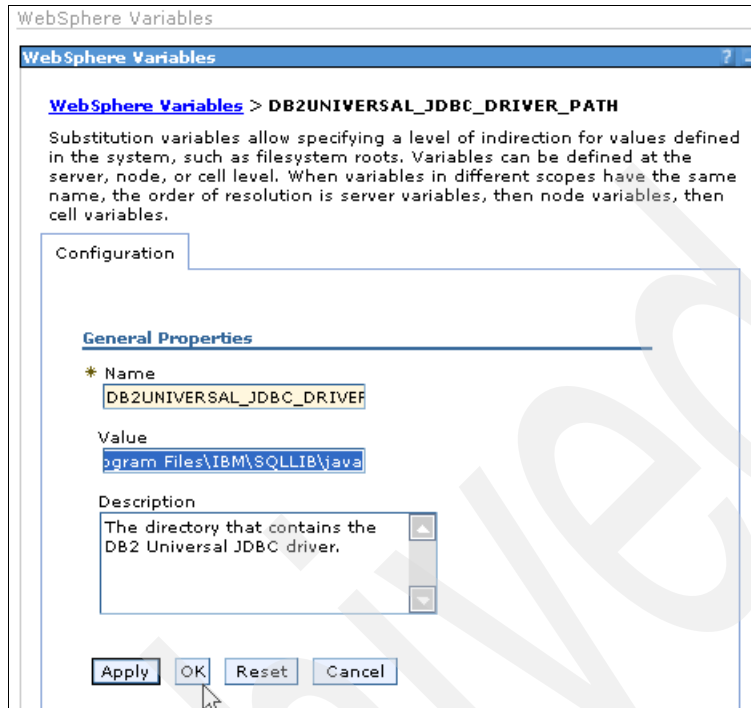 WebSphere Variables
WebSphere Variables ? -
WebSphere Variables > DB2UNIVERSAL_JDBC_DRIVER_PATH
Substitution variables allow specifying a level of indirection for values defined
in the system, such as filesystem roots. Variables can be defined at the
server, node, or cell level. When variables in different scopes have the same
name, the order of resolution is server variables, then node variables, then
cell variables.
Configuration
General Properties
* Name
DB2UNIVERSAL_JDBC_DRIVER
Value
ogram Files\IBM\SQLLIB\java
Description
The directory that contains the
DB2 Universal JDBC driver.
Apply OK Reset Cancel